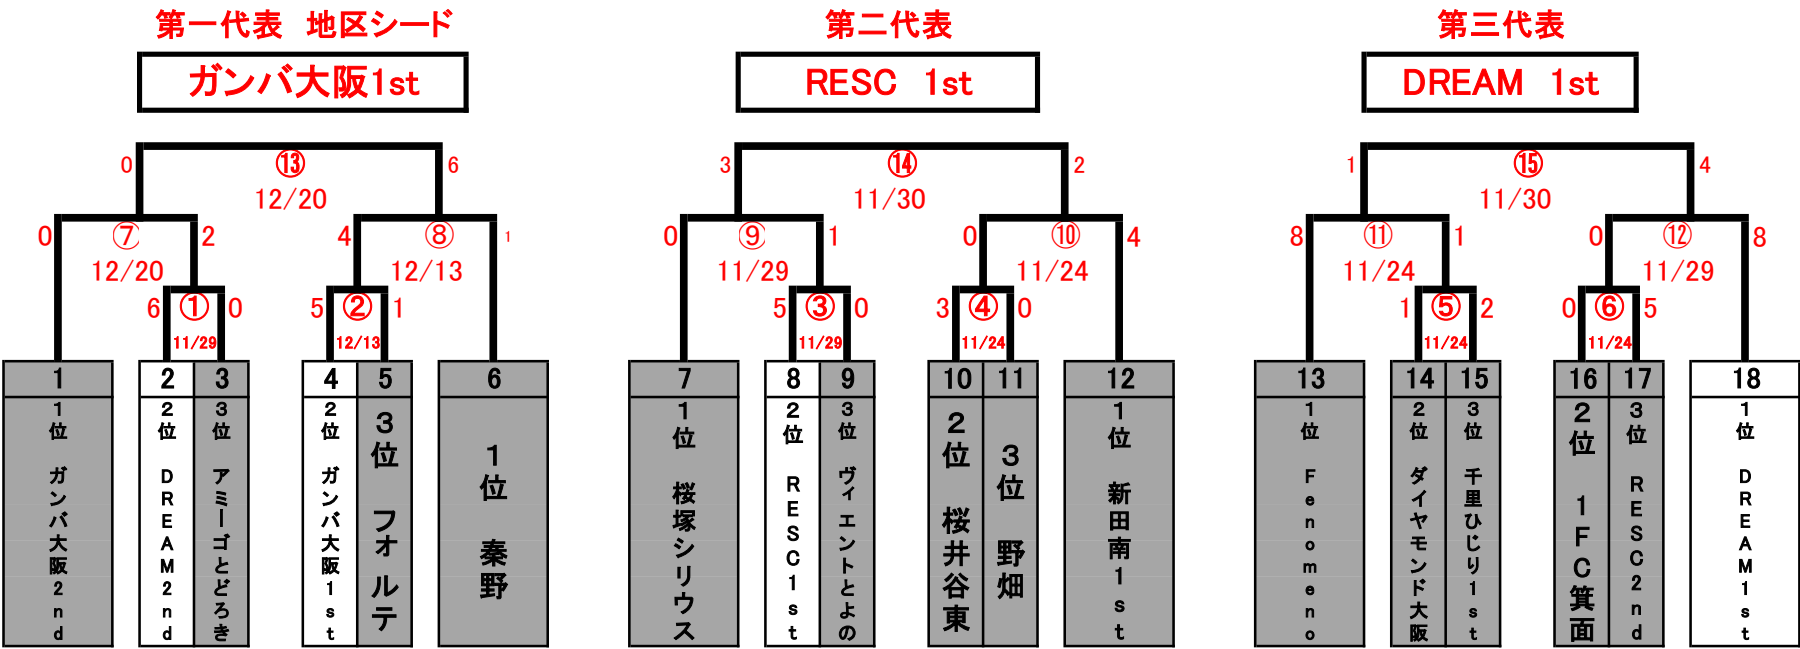 第一代表　地区シード
ガンバ大阪1st
0 ⑬ 6
12/20
0 ⑦ 2
12/20
4 ⑧ 1
12/13
6 ① 0
11/29
5 ② 1
12/13
1
1位　ガンバ大阪2nd
2
2位　DREAM2nd
3
3位　アミーゴとどろき
4
2位　ガンバ大阪1st
5
3位　フォルテ
6
1位　秦野
第二代表
RESC　1st
3 ⑭ 2
11/30
0 ⑨ 1
11/29
0 ⑩ 4
11/24
5 ③ 0
11/29
3 ④ 0
11/24
7
1位　桜塚シリウス
8
2位　RESC1st
9
3位　ヴィエントとよの
10
2位　桜井谷東
11
3位　野畑
12
1位　新田南1st
第三代表
DREAM　1st
1 ⑮ 4
11/30
8 ⑪ 1
11/24
0 ⑫ 8
11/29
1 ⑤ 2
11/24
0 ⑥ 5
11/24
13
1位　Fenomeno
14
2位　ダイヤモンド大阪
15
3位　千里ひじり1st
16
2位　1FC箕面
17
3位　RESC2nd
18
1位　DREAM1st